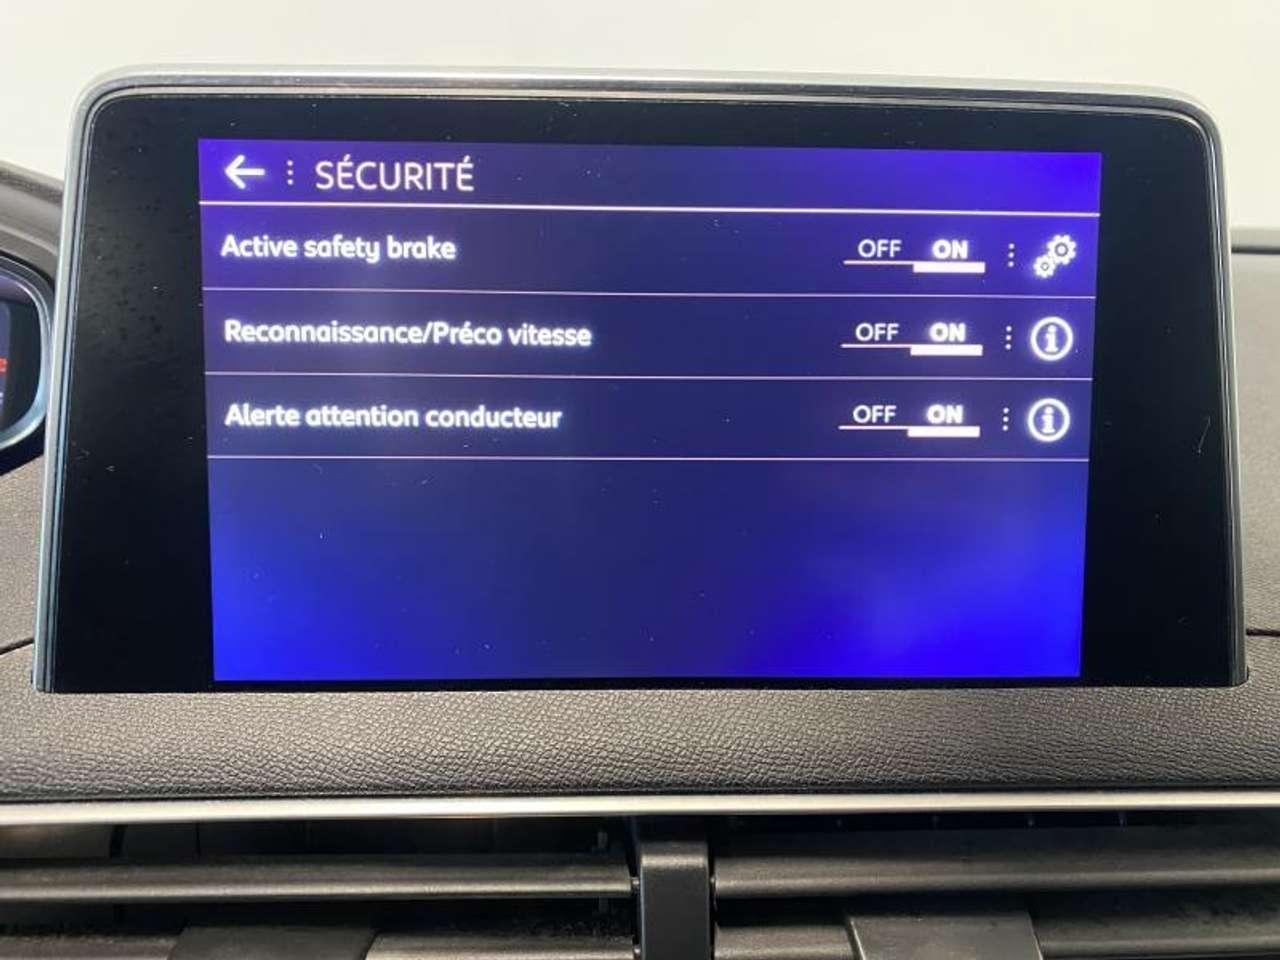 SÉCURITÉ
Active safety brake OFF ON
Reconnaissance/Préco vitesse OFF ON
Alerte attention conducteur OFF ON